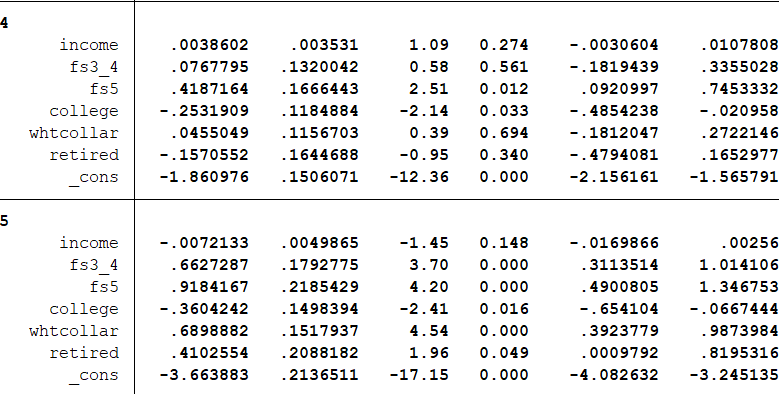 4
income .0038602 .003531 1.09 0.274 -.0030604 .0107808
fs3_4 .0767795 .1320042 0.58 0.561 -.1819439 .3355028
fs5 .4187164 .1666443 2.51 0.012 .0920997 .7453332
college -.2531909 .1184884 -2.14 0.033 -.4854238 -.020958
whtcollar .0455049 .1156703 0.39 0.694 -.1812047 .2722146
retired -.1570552 .1644688 -0.95 0.340 -.4794081 .1652977
_cons -1.860976 .1506071 -12.36 0.000 -2.156161 -1.565791
5
income -.0072133 .0049865 -1.45 0.148 -.0169866 .00256
fs3_4 .6627287 .1792775 3.70 0.000 .3113514 1.014106
fs5 .9184167 .2185429 4.20 0.000 .4900805 1.346753
college -.3604242 .1498394 -2.41 0.016 -.654104 -.0667444
whtcollar .6898882 .1517937 4.54 0.000 .3923779 .9873984
retired .4102554 .2088182 1.96 0.049 .0009792 .8195316
_cons -3.663883 .2136511 -17.15 0.000 -4.082632 -3.245135